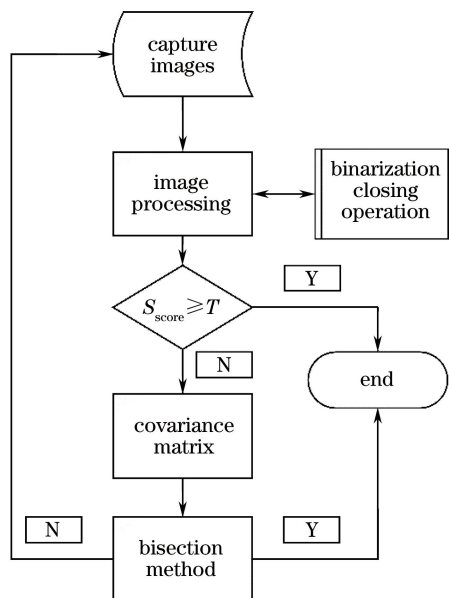 capture
images
image
processing
binarization
closing
operation
Y
S_score ≥ T
N
end
covariance
matrix
N
Y
bisection
method